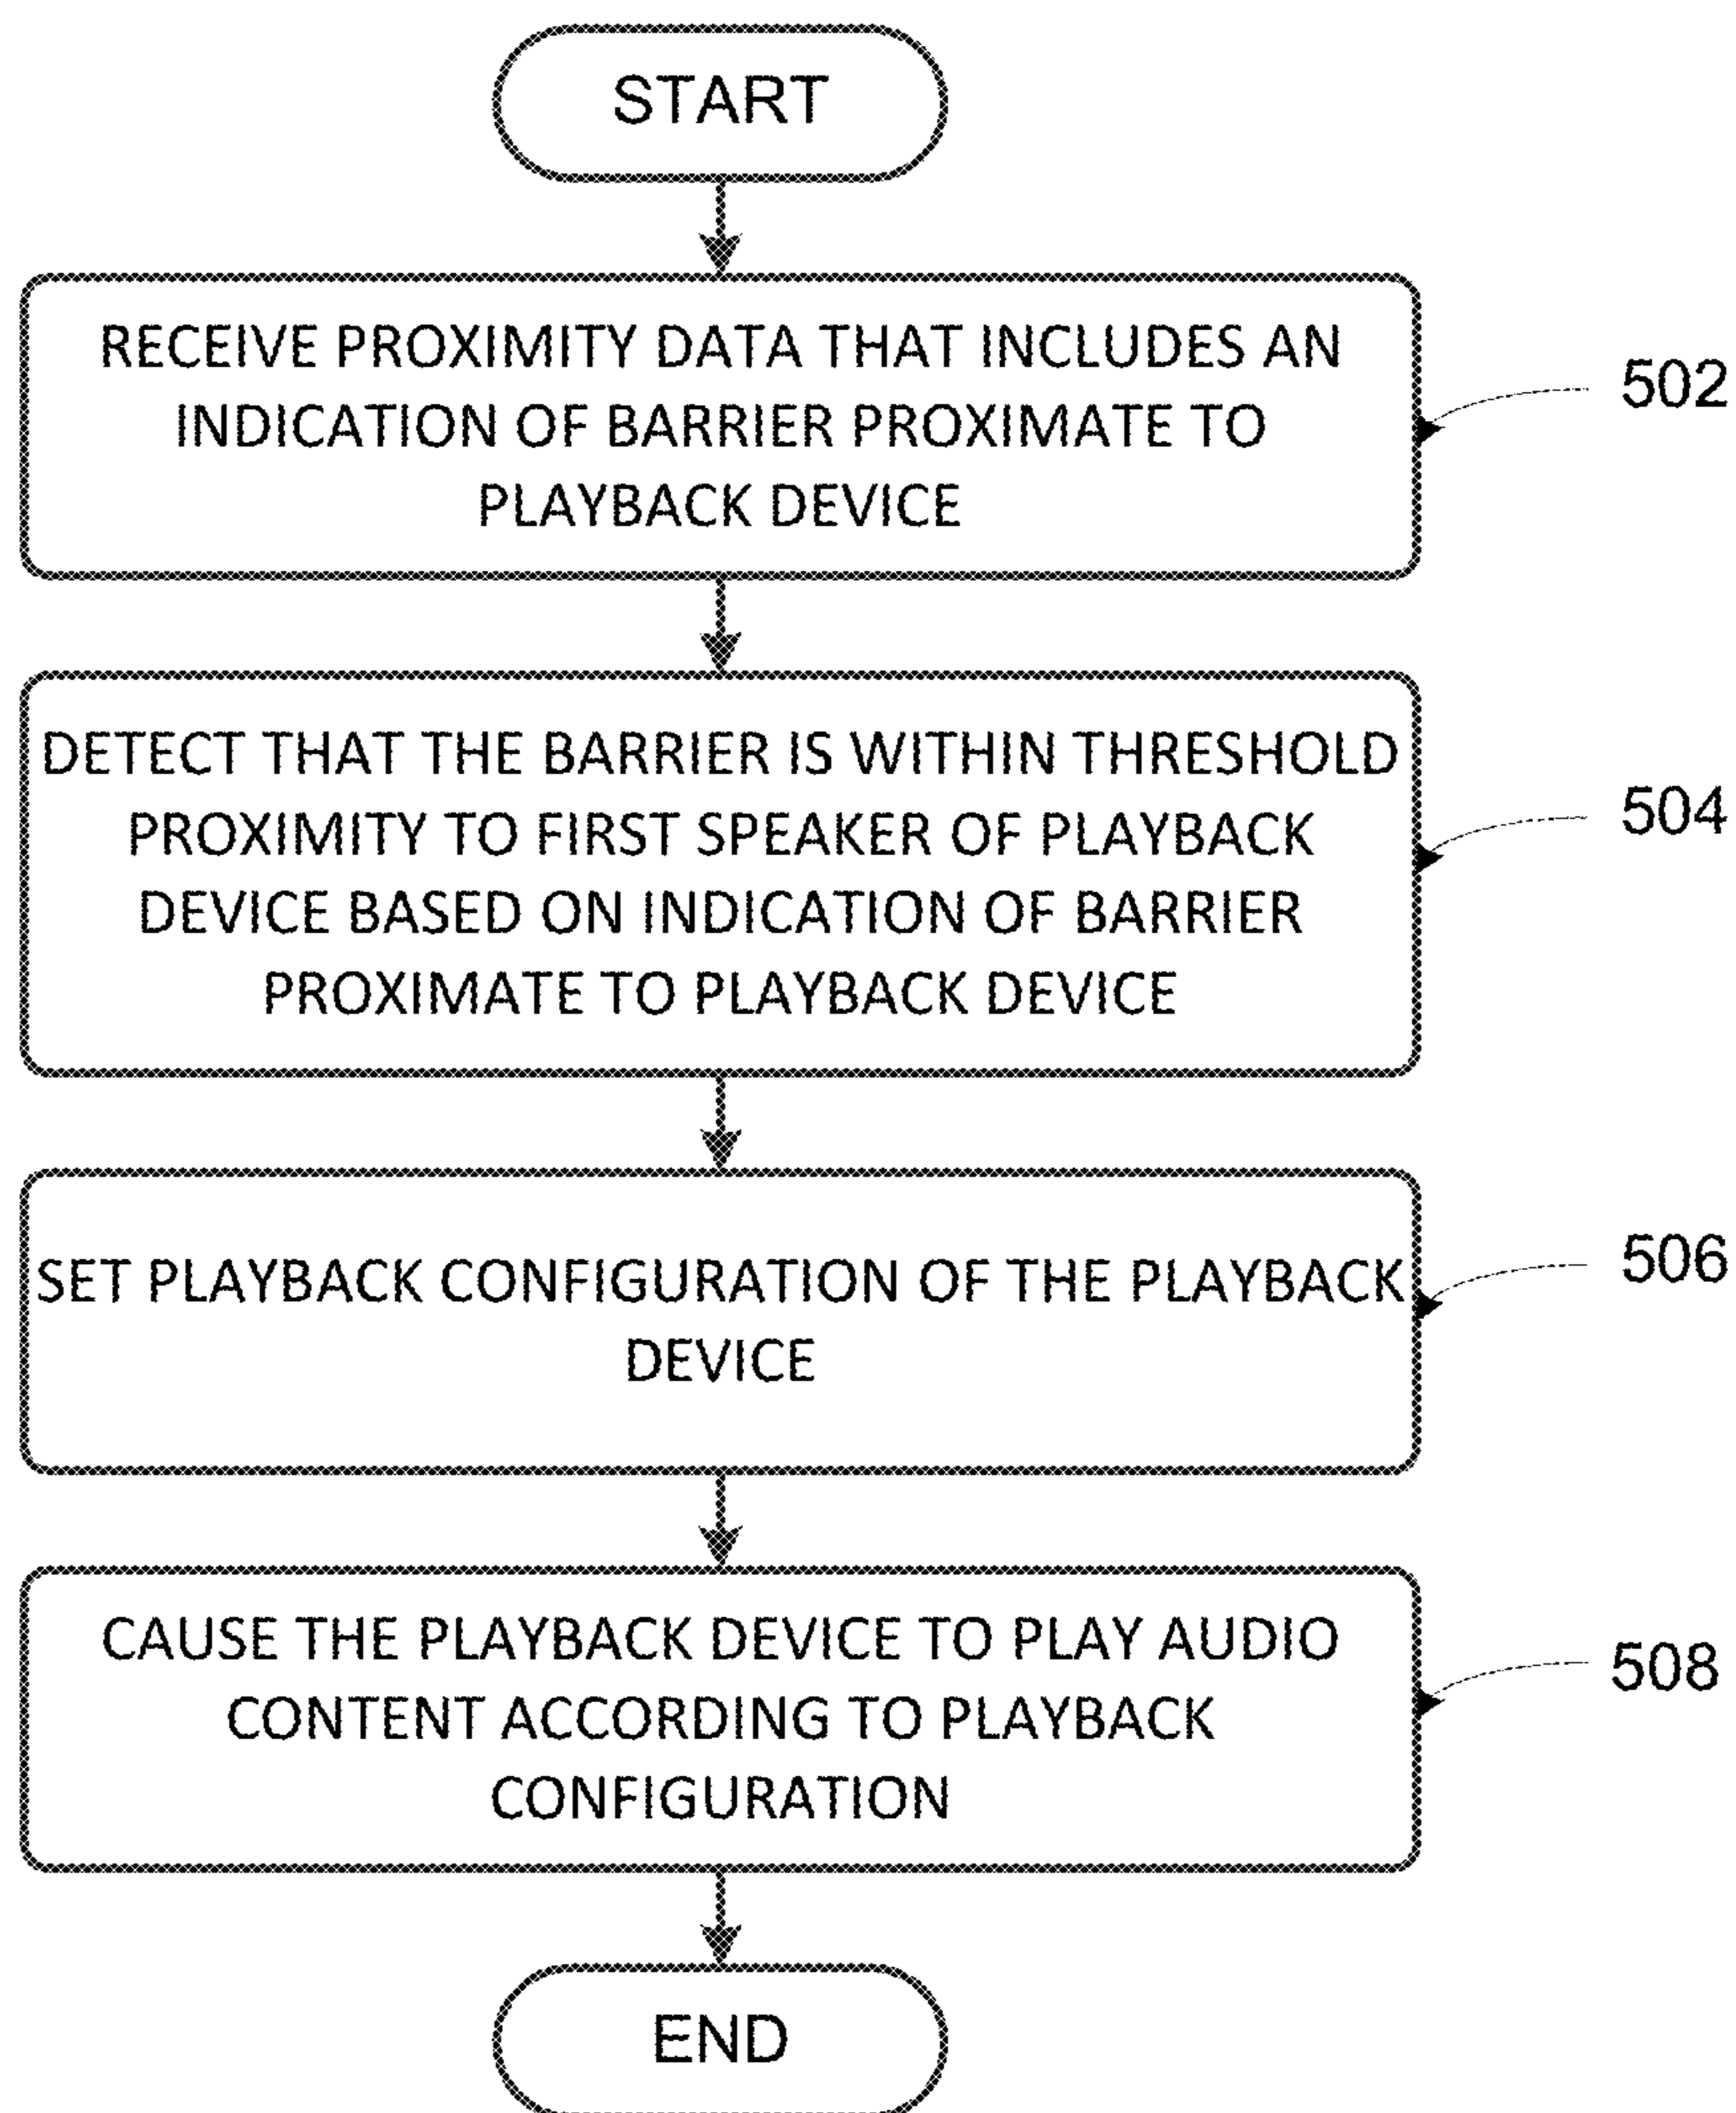 START
RECEIVE PROXIMITY DATA THAT INCLUDES AN
INDICATION OF BARRIER PROXIMATE TO
PLAYBACK DEVICE
502
DETECT THAT THE BARRIER IS WITHIN THRESHOLD
PROXIMITY TO FIRST SPEAKER OF PLAYBACK
DEVICE BASED ON INDICATION OF BARRIER
PROXIMATE TO PLAYBACK DEVICE
504
SET PLAYBACK CONFIGURATION OF THE PLAYBACK
DEVICE
506
CAUSE THE PLAYBACK DEVICE TO PLAY AUDIO
CONTENT ACCORDING TO PLAYBACK
CONFIGURATION
508
END